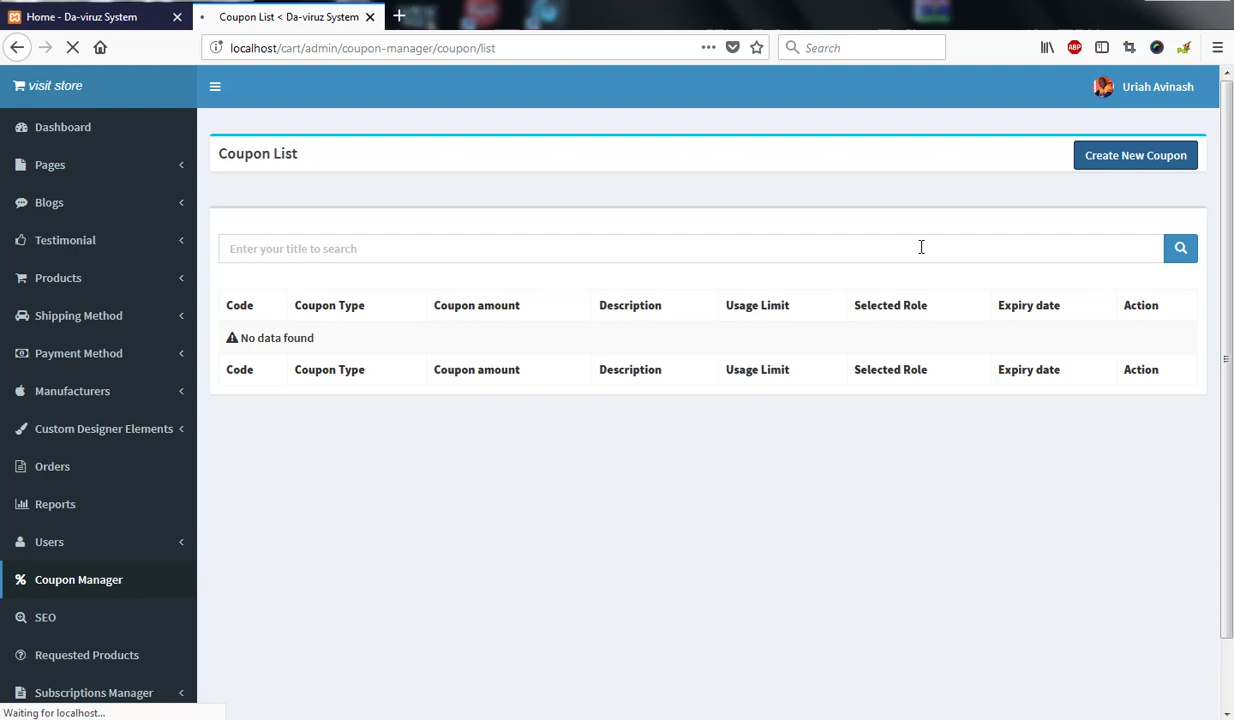 Home - Da-viruz System
Coupon List < Da-viruz System
localhost/cart/admin/coupon-manager/coupon/list
Search
ABP
visit store
Uriah Avinash
Dashboard
Pages
Blogs
Testimonial
Products
Shipping Method
Payment Method
Manufacturers
Custom Designer Elements
Orders
Reports
Users
Coupon Manager
SEO
Requested Products
Subscriptions Manager
Coupon List
Create New Coupon
Enter your title to search
Code Coupon Type Coupon amount Description Usage Limit Selected Role Expiry date Action
No data found
Code Coupon Type Coupon amount Description Usage Limit Selected Role Expiry date Action
Waiting for localhost...